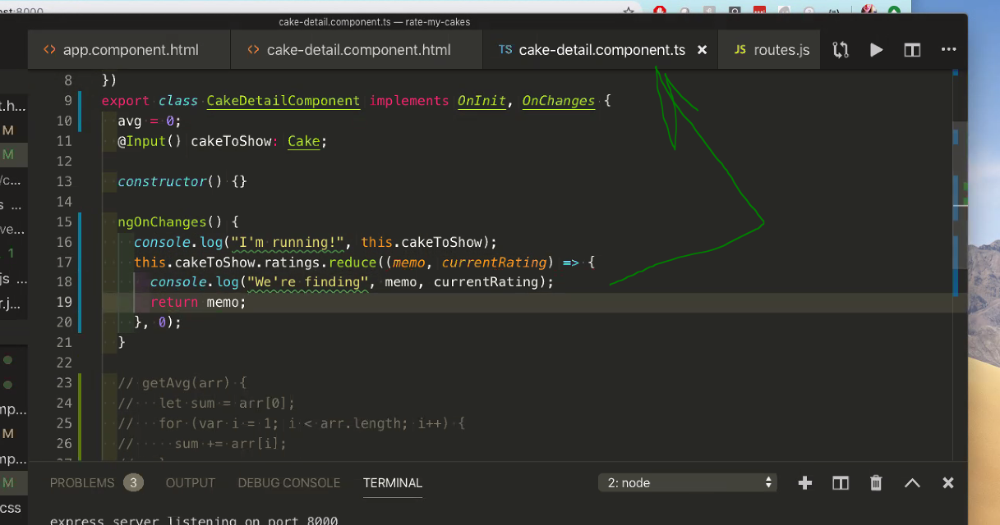 cake-detail.component.ts — rate-my-cakes
app.component.html cake-detail.component.html TS cake-detail.component.ts JS routes.js
8 })
9 export class CakeDetailComponent implements OnInit, OnChanges {
10 avg = 0;
11 @Input() cakeToShow: Cake;
12
13 constructor() {}
14
15 ngOnChanges() {
16 console.log("I'm running!", this.cakeToShow);
17 this.cakeToShow.ratings.reduce((memo, currentRating) => {
18 console.log("We're finding", memo, currentRating);
19 return memo;
20 }, 0);
21 }
22
23 // getAvg(arr) {
24 // let sum = arr[0];
25 // for (var i = 1; i < arr.length; i++) {
26 // sum += arr[i];
PROBLEMS 3 OUTPUT DEBUG CONSOLE TERMINAL 2: node
express server listening on port 8000